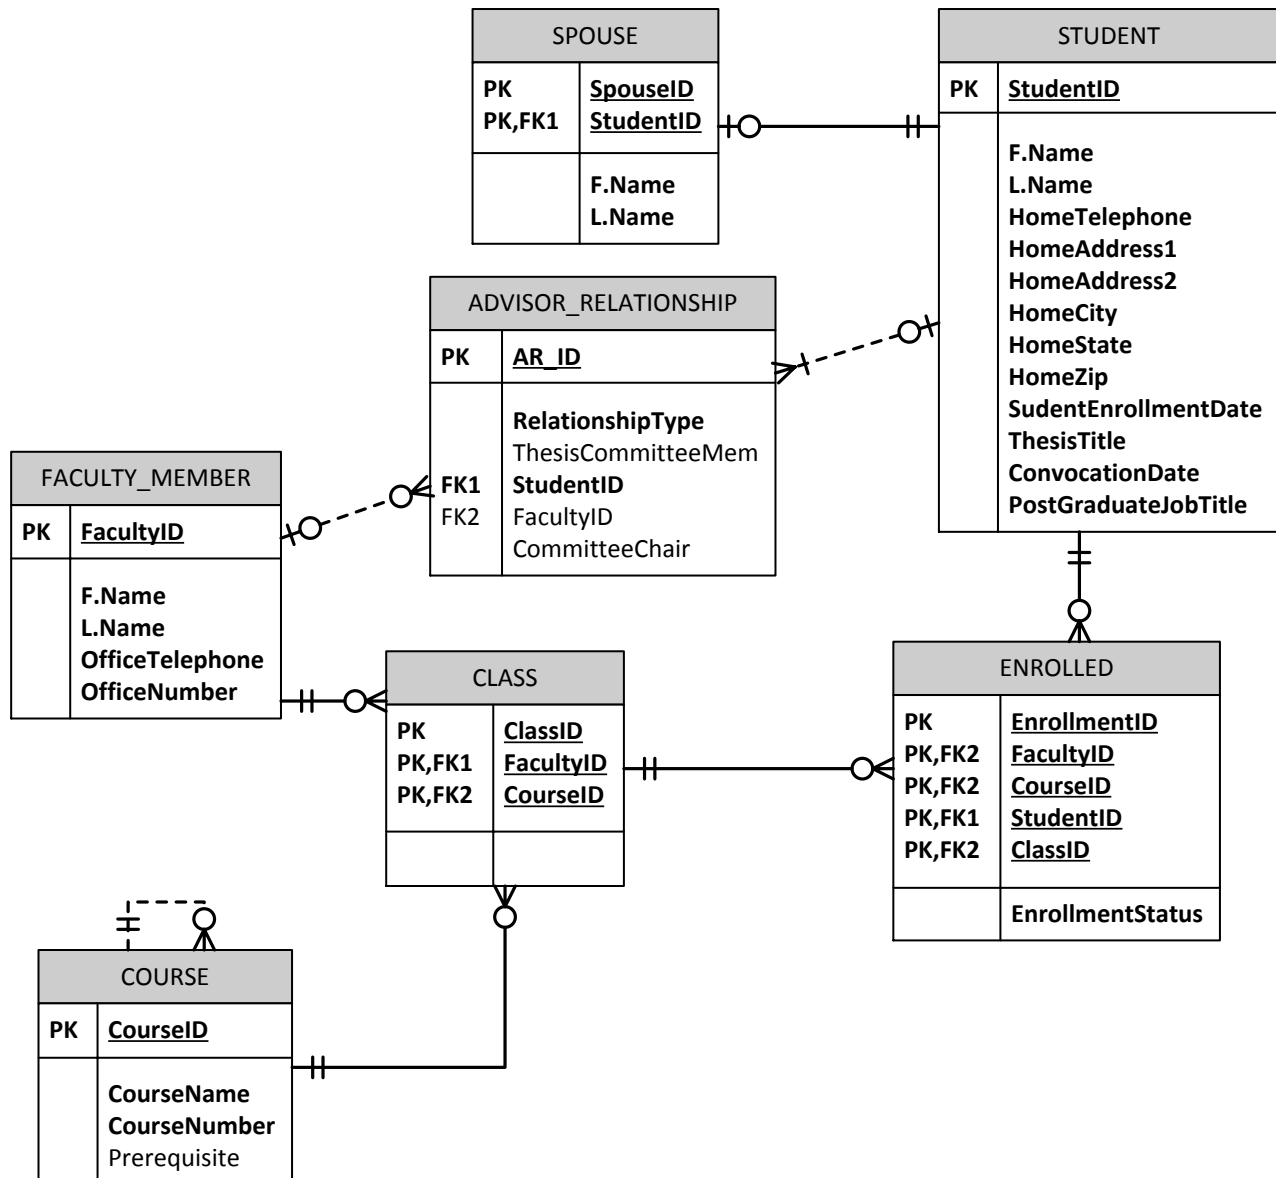 SPOUSE
PK SpouseID
PK,FK1 StudentID
F.Name
L.Name
STUDENT
PK StudentID
F.Name
L.Name
HomeTelephone
HomeAddress1
HomeAddress2
HomeCity
HomeState
HomeZip
SudentEnrollmentDate
ThesisTitle
ConvocationDate
PostGraduateJobTitle
ADVISOR_RELATIONSHIP
PK AR_ID
RelationshipType
ThesisCommitteeMem
FK1 StudentID
FK2 FacultyID
CommitteeChair
FACULTY_MEMBER
PK FacultyID
F.Name
L.Name
OfficeTelephone
OfficeNumber
CLASS
PK ClassID
PK,FK1 FacultyID
PK,FK2 CourseID
ENROLLED
PK EnrollmentID
PK,FK2 FacultyID
PK,FK2 CourseID
PK,FK1 StudentID
PK,FK2 ClassID
EnrollmentStatus
COURSE
PK CourseID
CourseName
CourseNumber
Prerequisite